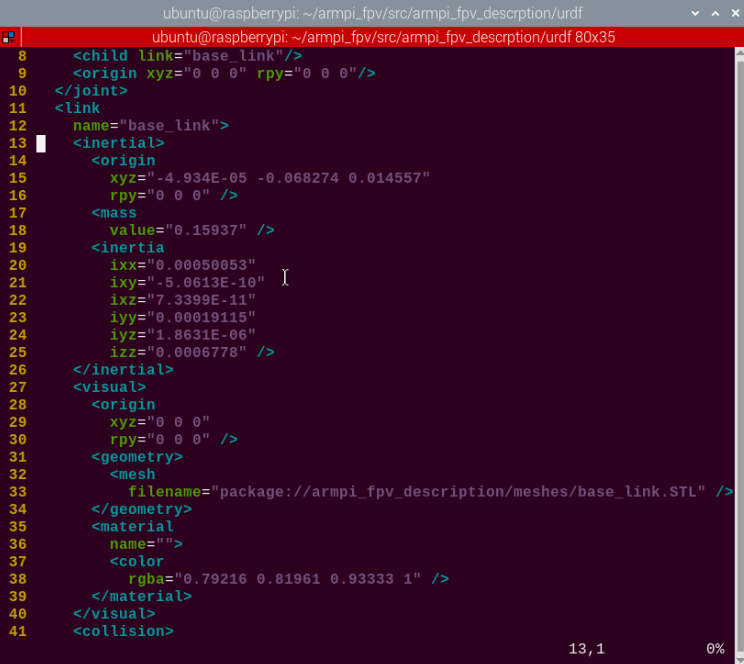 ubuntu@raspberrypi: ~/armpi_fpv/src/armpi_fpv_descrption/urdf
ubuntu@raspberrypi: ~/armpi_fpv/src/armpi_fpv_descrption/urdf 80x35
8     <child link="base_link"/>
9     <origin xyz="0 0 0" rpy="0 0 0"/>
10   </joint>
11   <link
12     name="base_link">
13     <inertial>
14       <origin
15         xyz="-4.934E-05 -0.068274 0.014557"
16         rpy="0 0 0" />
17       <mass
18         value="0.15937" />
19       <inertia
20         ixx="0.00050053"
21         ixy="-5.0613E-10"
22         ixz="7.3399E-11"
23         iyy="0.00019115"
24         iyz="1.8631E-06"
25         izz="0.0006778" />
26     </inertial>
27     <visual>
28       <origin
29         xyz="0 0 0"
30         rpy="0 0 0" />
31       <geometry>
32         <mesh
33           filename="package://armpi_fpv_description/meshes/base_link.STL" />
34       </geometry>
35       <material
36         name="">
37         <color
38           rgba="0.79216 0.81961 0.93333 1" />
39       </material>
40     </visual>
41     <collision>
13,1 0%